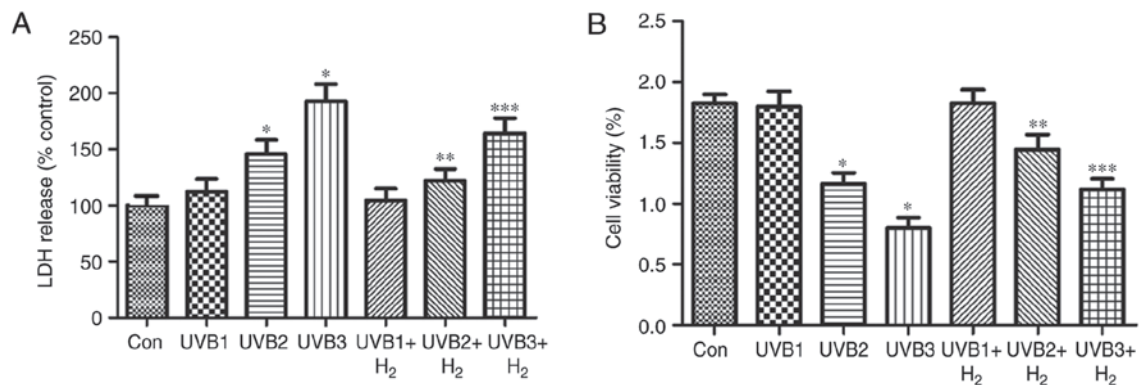 A
LDH release (% control)
250
200
150
100
50
0
*
*
**
***
Con UVB1 UVB2 UVB3 UVB1+ UVB2+ UVB3+
H₂ H₂ H₂
B
Cell viability (%)
2.5
2.0
1.5
1.0
0.5
0.0
*
*
**
***
Con UVB1 UVB2 UVB3 UVB1+ UVB2+ UVB3+
H₂ H₂ H₂